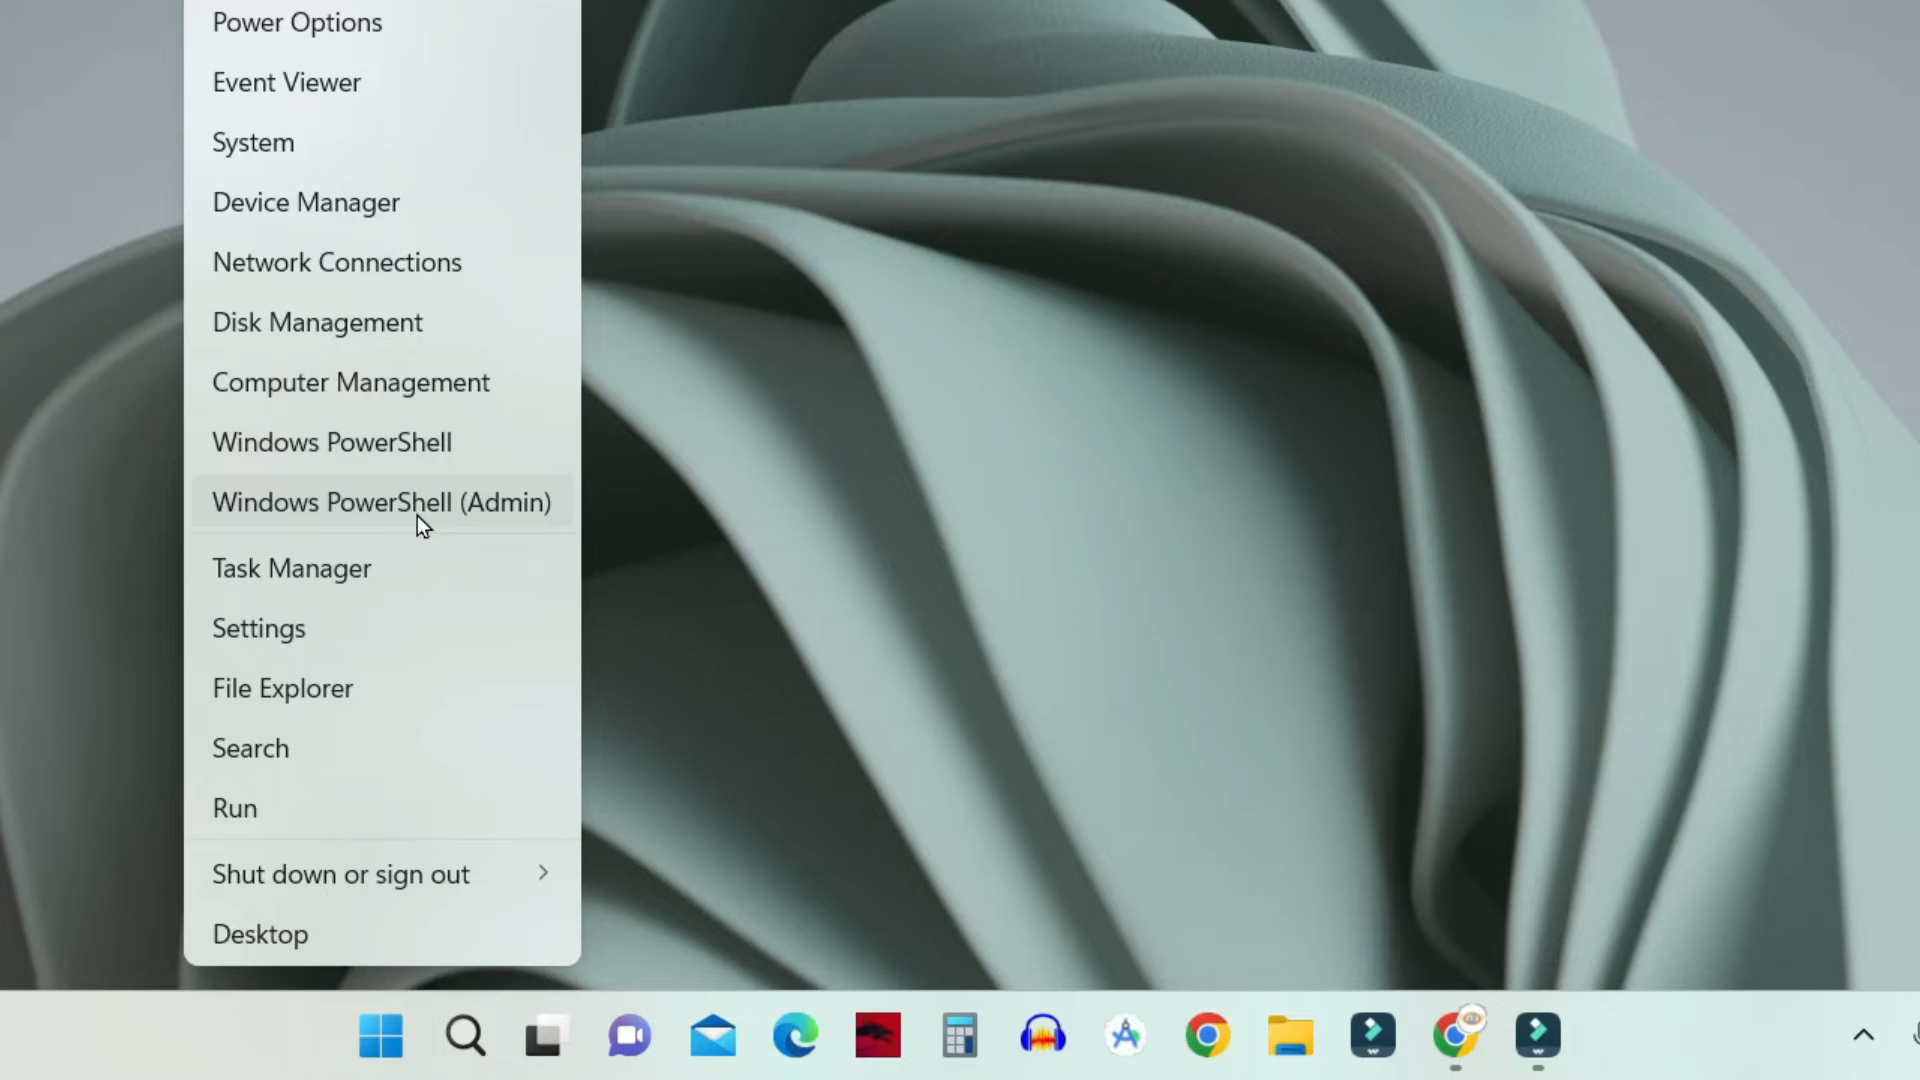 Power Options
Event Viewer
System
Device Manager
Network Connections
Disk Management
Computer Management
Windows PowerShell
Windows PowerShell (Admin)
Task Manager
Settings
File Explorer
Search
Run
Shut down or sign out
Desktop